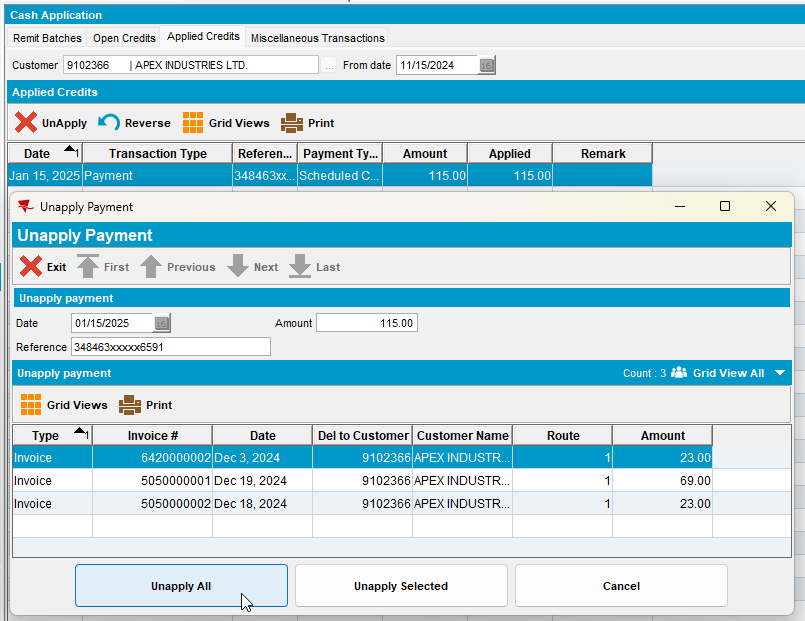 Cash Application
Remit Batches Open Credits Applied Credits Miscellaneous Transactions
Customer 9102366 | APEX INDUSTRIES LTD. ... From date 11/15/2024 16
Applied Credits
UnApply Reverse Grid Views Print
Date 1 Transaction Type Referen... Payment Ty... Amount Applied Remark
Jan 15, 2025 Payment 348463xx... Scheduled C... 115.00 115.00
Unapply Payment
Unapply Payment
Exit First Previous Next Last
Unapply payment
Date 01/15/2025 16 Amount 115.00
Reference 348463xxxxx6591
Unapply payment Count : 3 Grid View All
Grid Views Print
Type 1 Invoice # Date Del to Customer Customer Name Route Amount
Invoice 6420000002 Dec 3, 2024 9102366 APEX INDUSTR... 1 23.00
Invoice 5050000001 Dec 19, 2024 9102366 APEX INDUSTR... 1 69.00
Invoice 5050000002 Dec 18, 2024 9102366 APEX INDUSTR... 1 23.00
Unapply All Unapply Selected Cancel